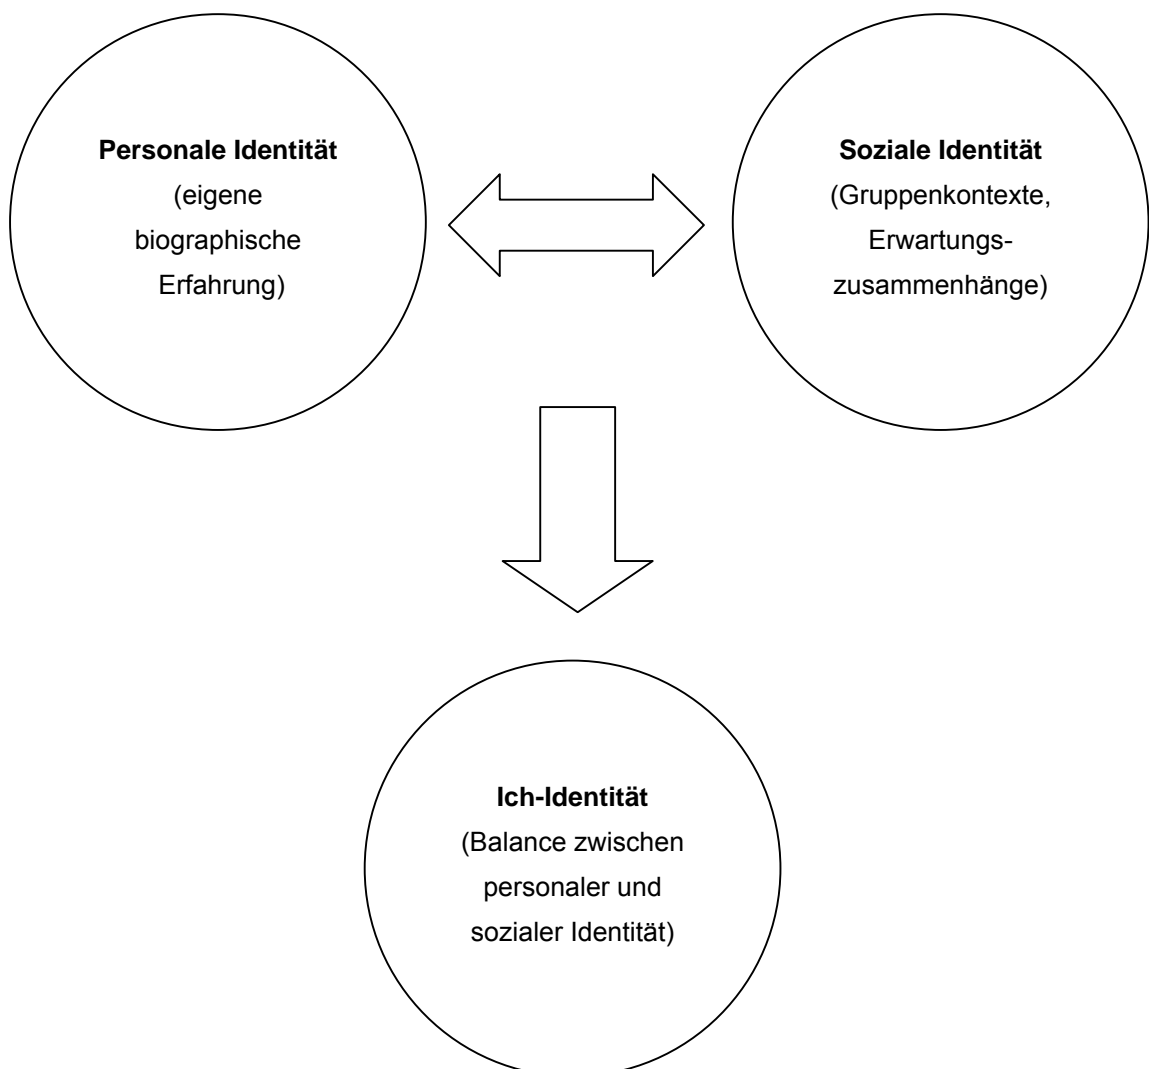 Personale Identität
(eigene
biographische
Erfahrung)
Soziale Identität
(Gruppenkontexte,
Erwartungs-
zusammenhänge)
Ich-Identität
(Balance zwischen
personaler und
sozialer Identität)